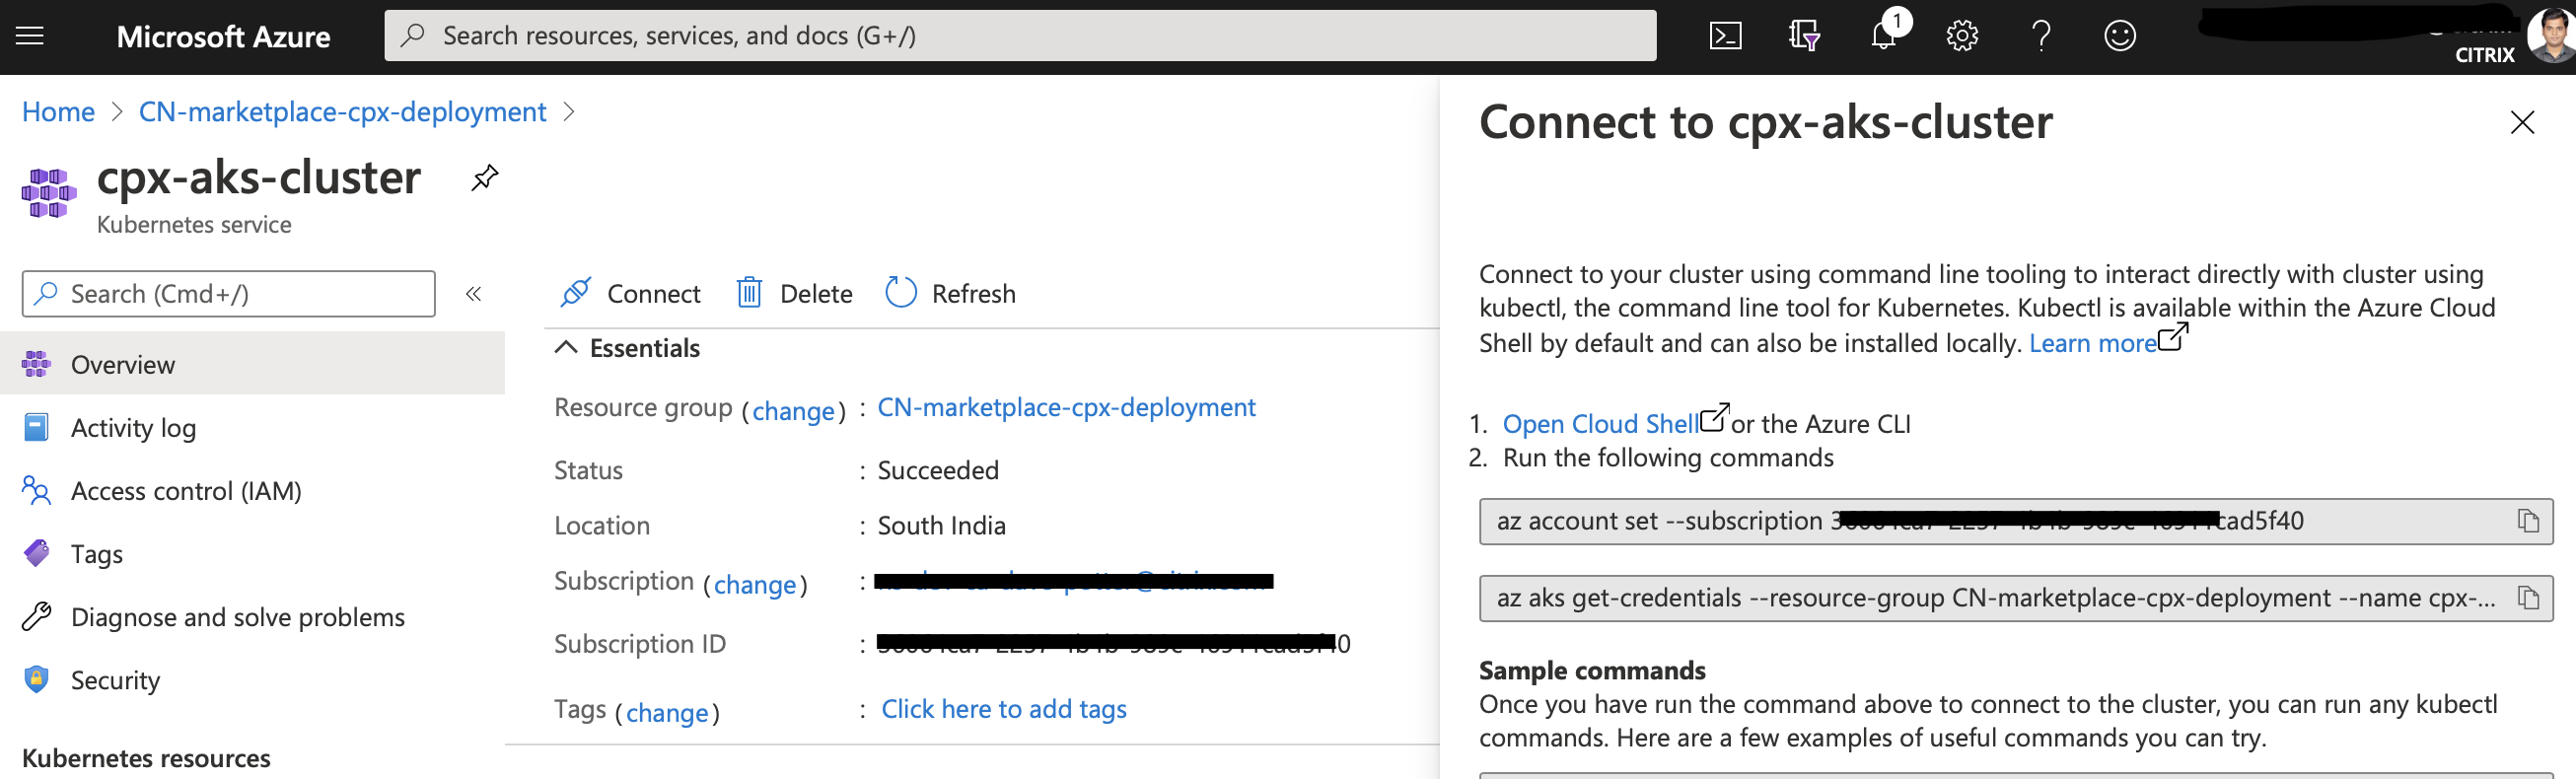 Microsoft Azure
Search resources, services, and docs (G+/)
1
CITRIX
Home > CN-marketplace-cpx-deployment >
cpx-aks-cluster
Kubernetes service
Search (Cmd+/)
«
Overview
Activity log
Access control (IAM)
Tags
Diagnose and solve problems
Security
Kubernetes resources
Connect
Delete
Refresh
Essentials
Resource group (change) : CN-marketplace-cpx-deployment
Status : Succeeded
Location : South India
Subscription (change) :
Subscription ID : 0
Tags (change) : Click here to add tags
Connect to cpx-aks-cluster
Connect to your cluster using command line tooling to interact directly with cluster using
kubectl, the command line tool for Kubernetes. Kubectl is available within the Azure Cloud
Shell by default and can also be installed locally. Learn more
1. Open Cloud Shell or the Azure CLI
2. Run the following commands
az account set --subscription cad5f40
az aks get-credentials --resource-group CN-marketplace-cpx-deployment --name cpx-...
Sample commands
Once you have run the command above to connect to the cluster, you can run any kubectl
commands. Here are a few examples of useful commands you can try.